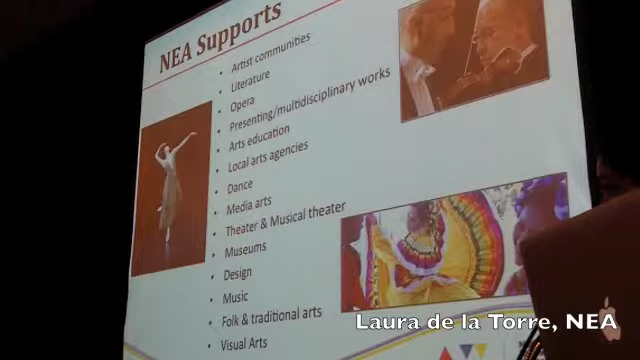 NEA Supports
• Artist communities
• Literature
• Opera
• Presenting/multidisciplinary works
• Arts education
• Local arts agencies
• Dance
• Media arts
• Theater & Musical theater
• Museums
• Design
• Music
• Folk & traditional arts
• Visual Arts
Laura de la Torre, NEA